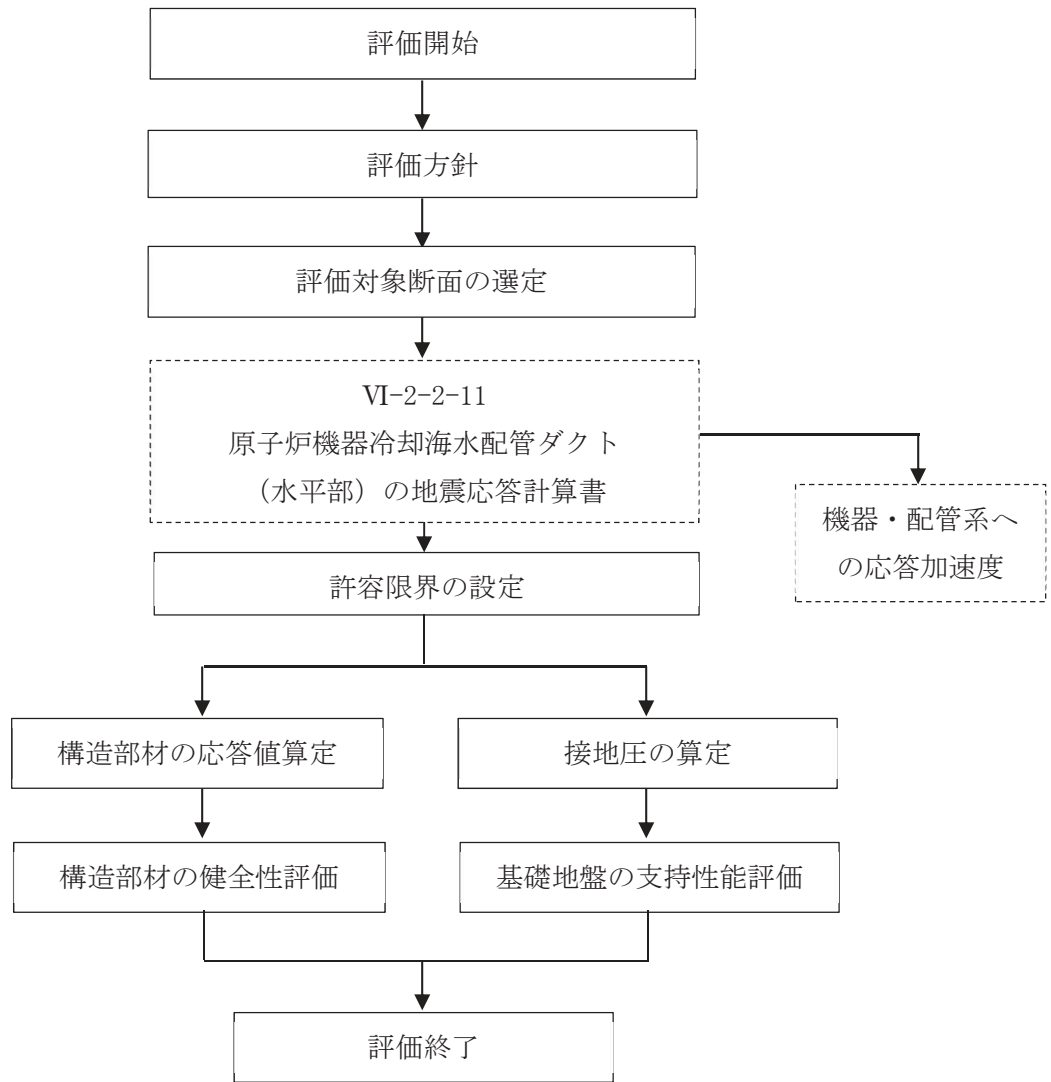 評価開始
評価方針
評価対象断面の選定
Ⅵ-2-2-11
原子炉機器冷却海水配管ダクト
（水平部）の地震応答計算書
機器・配管系へ
の応答加速度
許容限界の設定
構造部材の応答値算定
接地圧の算定
構造部材の健全性評価
基礎地盤の支持性能評価
評価終了